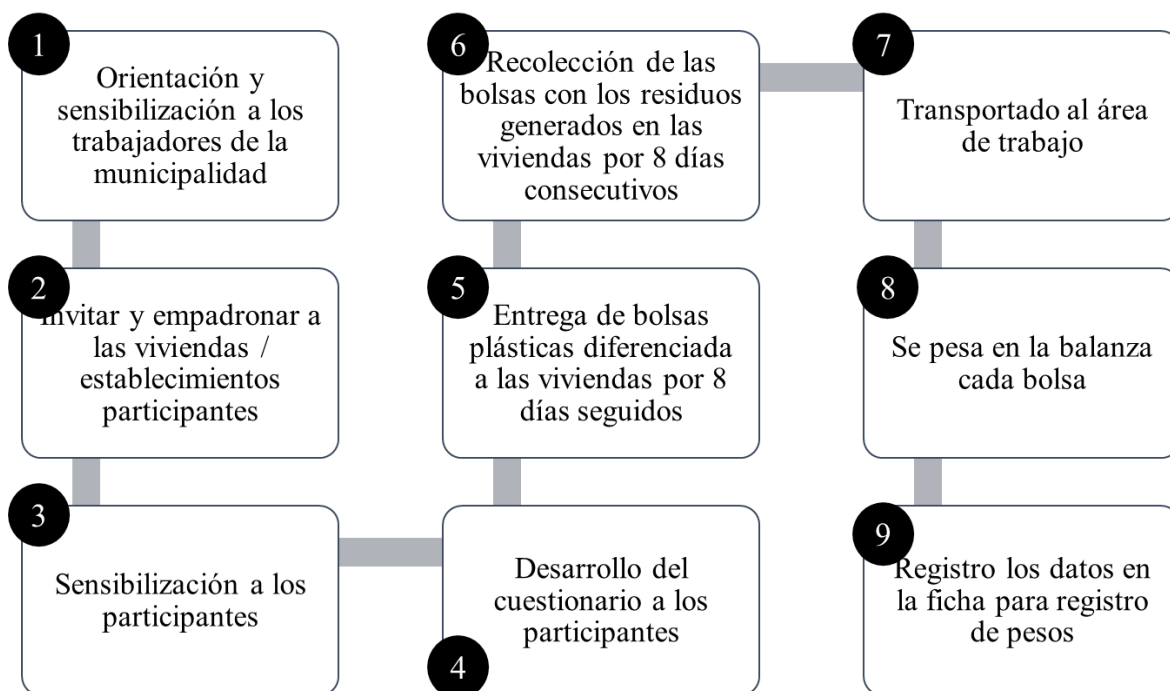 1
Orientación y
sensibilización a los
trabajadores de la
municipalidad
2
Invitar y empadronar a
las viviendas /
establecimientos
participantes
3
Sensibilización a los
participantes
4
Desarrollo del
cuestionario a los
participantes
5
Entrega de bolsas
plásticas diferenciada
a las viviendas por 8
días seguidos
6
Recolección de las
bolsas con los residuos
generados en las
viviendas por 8 días
consecutivos
7
Transportado al área
de trabajo
8
Se pesa en la balanza
cada bolsa
9
Registro los datos en
la ficha para registro
de pesos